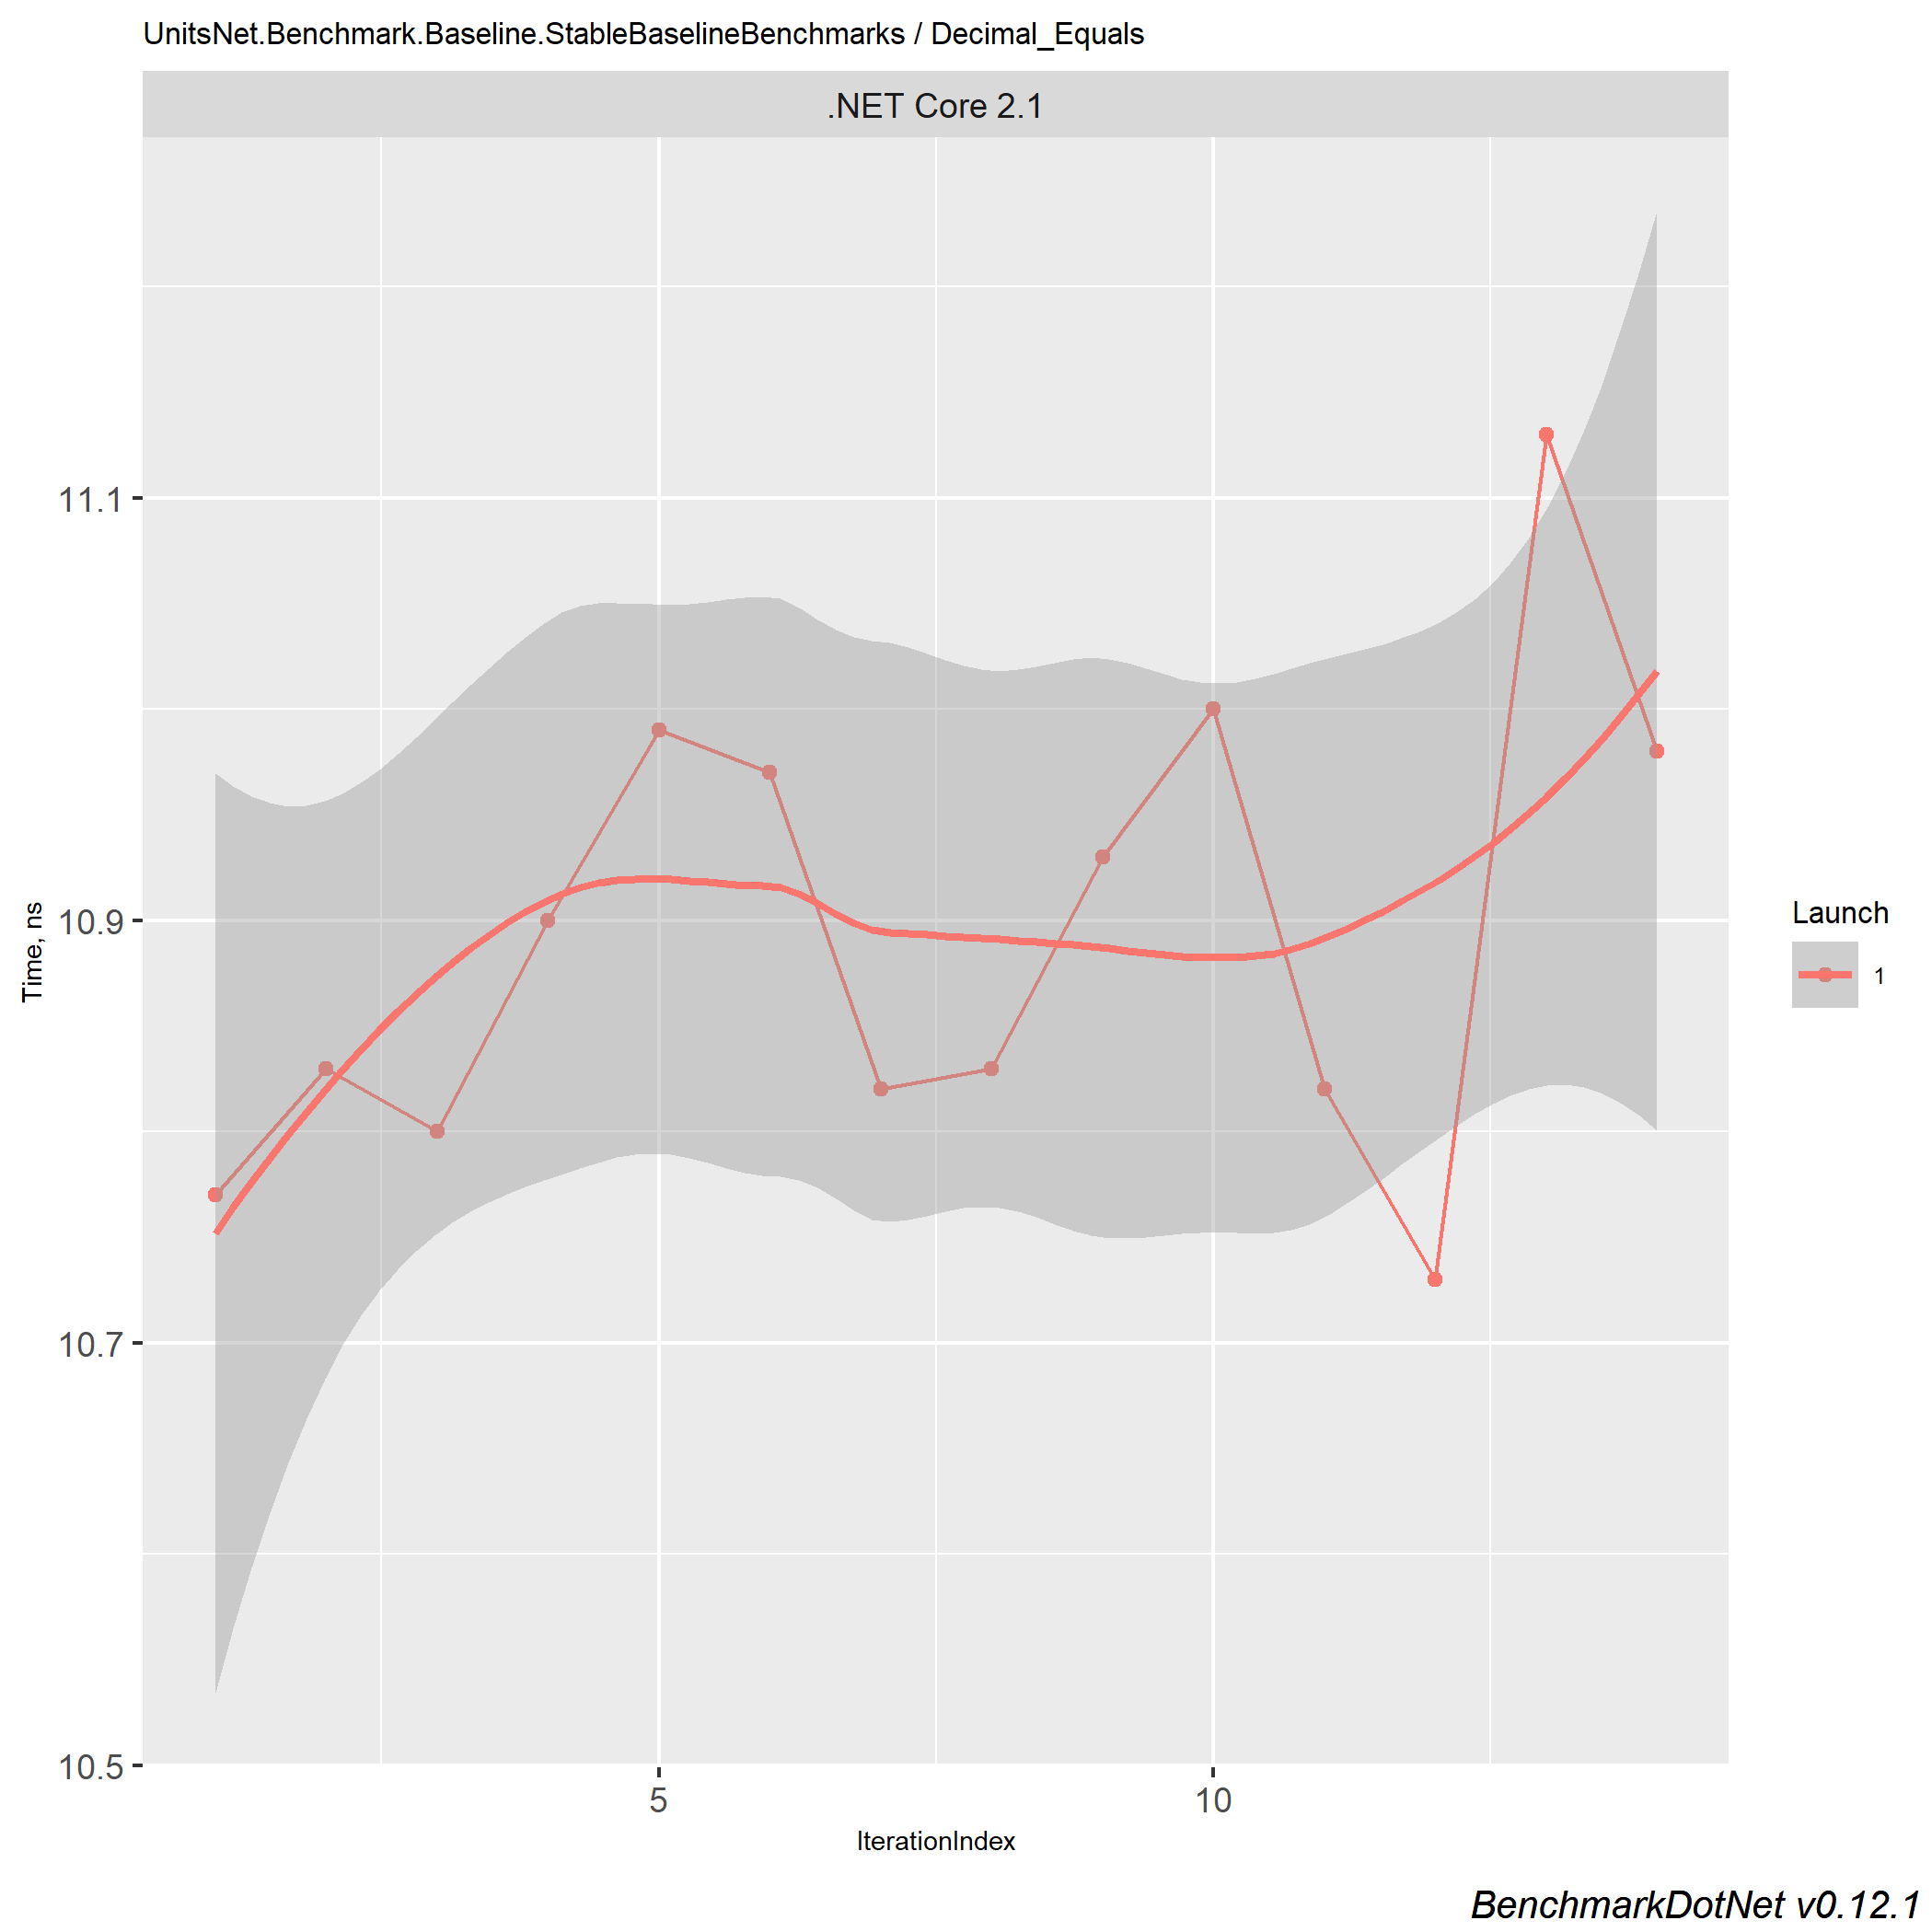 UnitsNet.Benchmark.Baseline.StableBaselineBenchmarks / Decimal_Equals
.NET Core 2.1
11.1
10.9
10.7
10.5
Time, ns
5
10
IterationIndex
Launch
1
BenchmarkDotNet v0.12.1